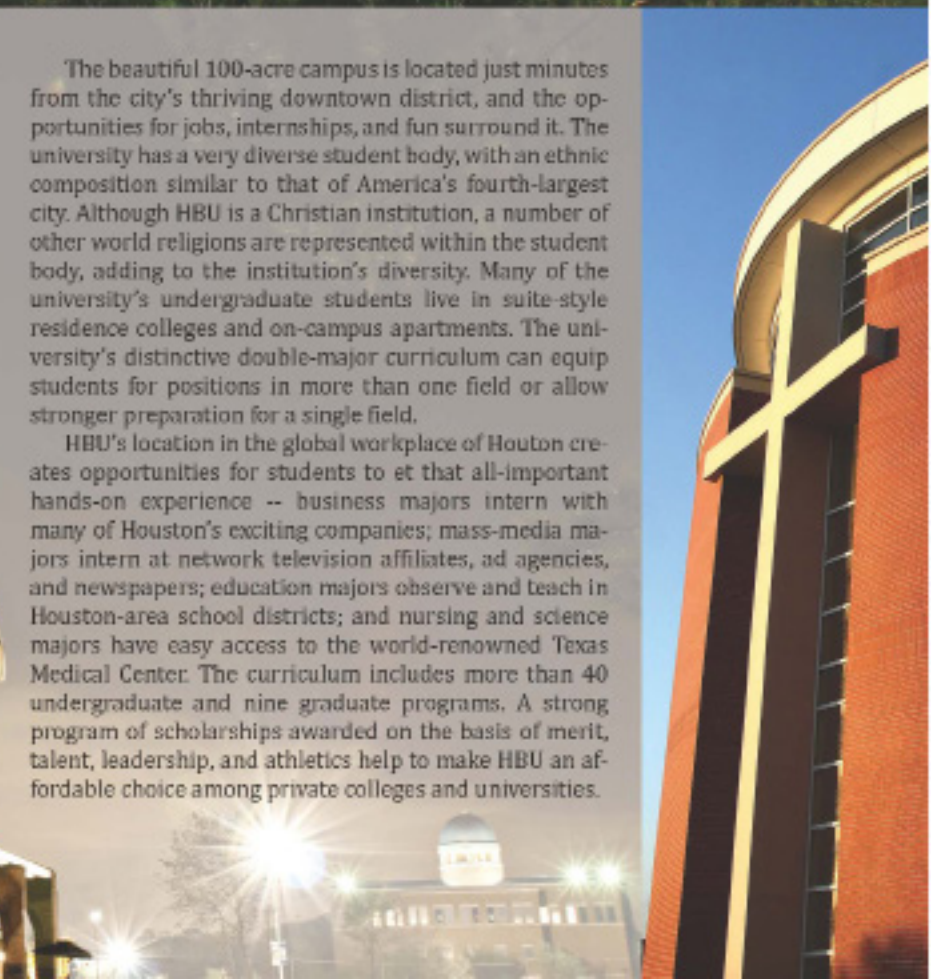 The beautiful 100-acre campus is located just minutes
from the city's thriving downtown district, and the op-
portunities for jobs, internships, and fun surround it. The
university has a very diverse student body, with an ethnic
composition similar to that of America's fourth-largest
city. Although HBU is a Christian institution, a number of
other world religions are represented within the student
body, adding to the institution's diversity. Many of the
university's undergraduate students live in suite-style
residence colleges and on-campus apartments. The uni-
versity's distinctive double-major curriculum can equip
students for positions in more than one field or allow
stronger preparation for a single field.
HBU's location in the global workplace of Houton cre-
ates opportunities for students to et that all-important
hands-on experience -- business majors intern with
many of Houston's exciting companies; mass-media ma-
jors intern at network television affiliates, ad agencies,
and newspapers; education majors observe and teach in
Houston-area school districts; and nursing and science
majors have easy access to the world-renowned Texas
Medical Center. The curriculum includes more than 40
undergraduate and nine graduate programs. A strong
program of scholarships awarded on the basis of merit,
talent, leadership, and athletics help to make HBU an af-
fordable choice among private colleges and universities.